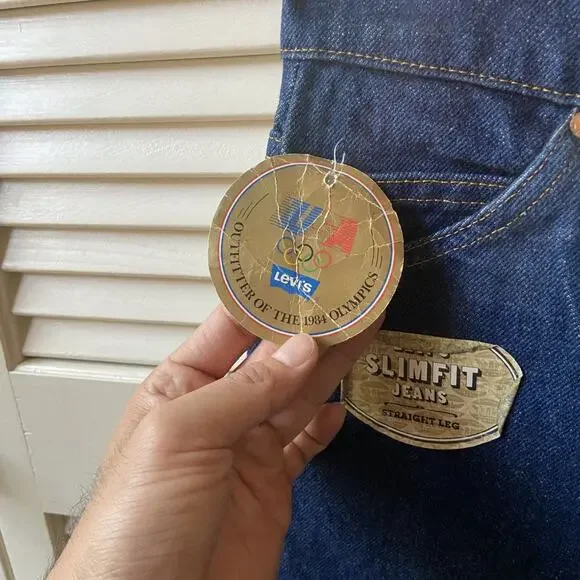 USA
Levi's
OUTFITTER OF THE 1984 OLYMPICS
SLIMFIT
JEANS
STRAIGHT LEG